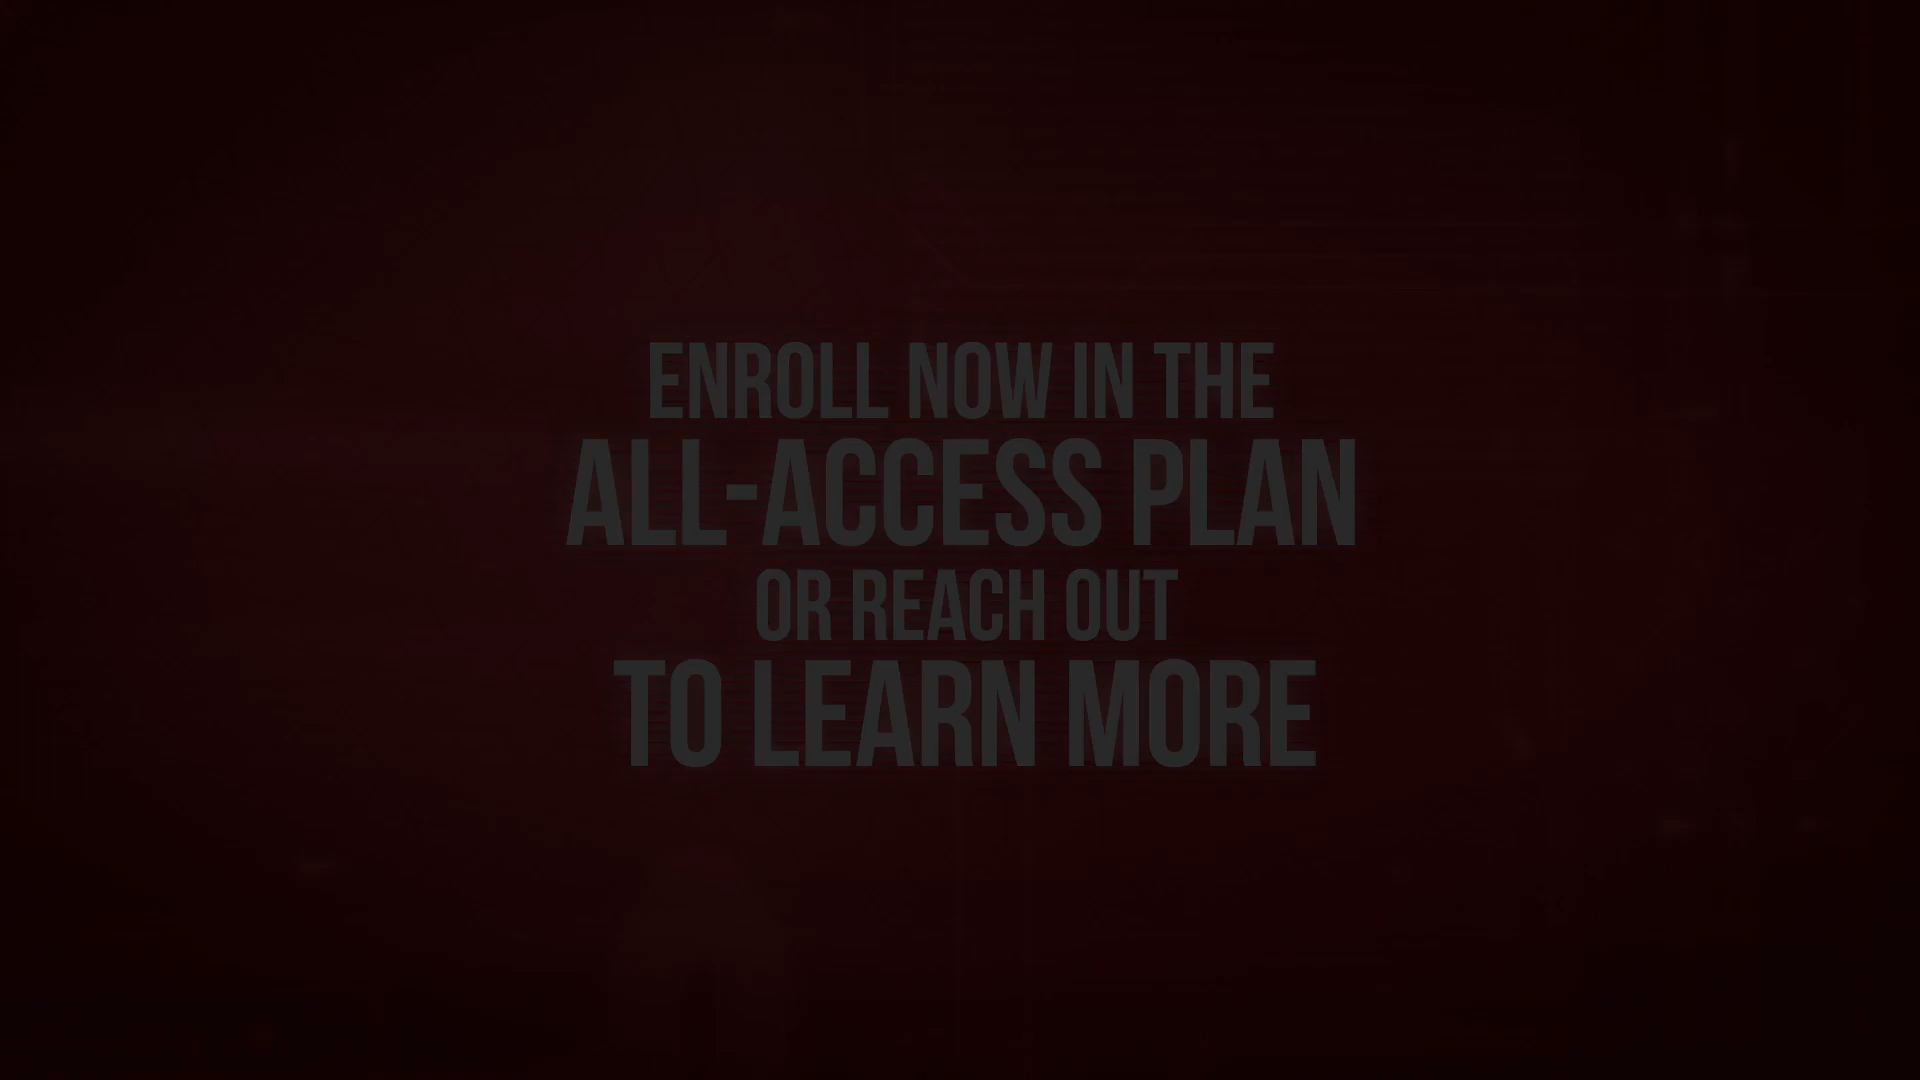 ENROLL NOW IN THE
ALL-ACCESS PLAN
OR REACH OUT
TO LEARN MORE